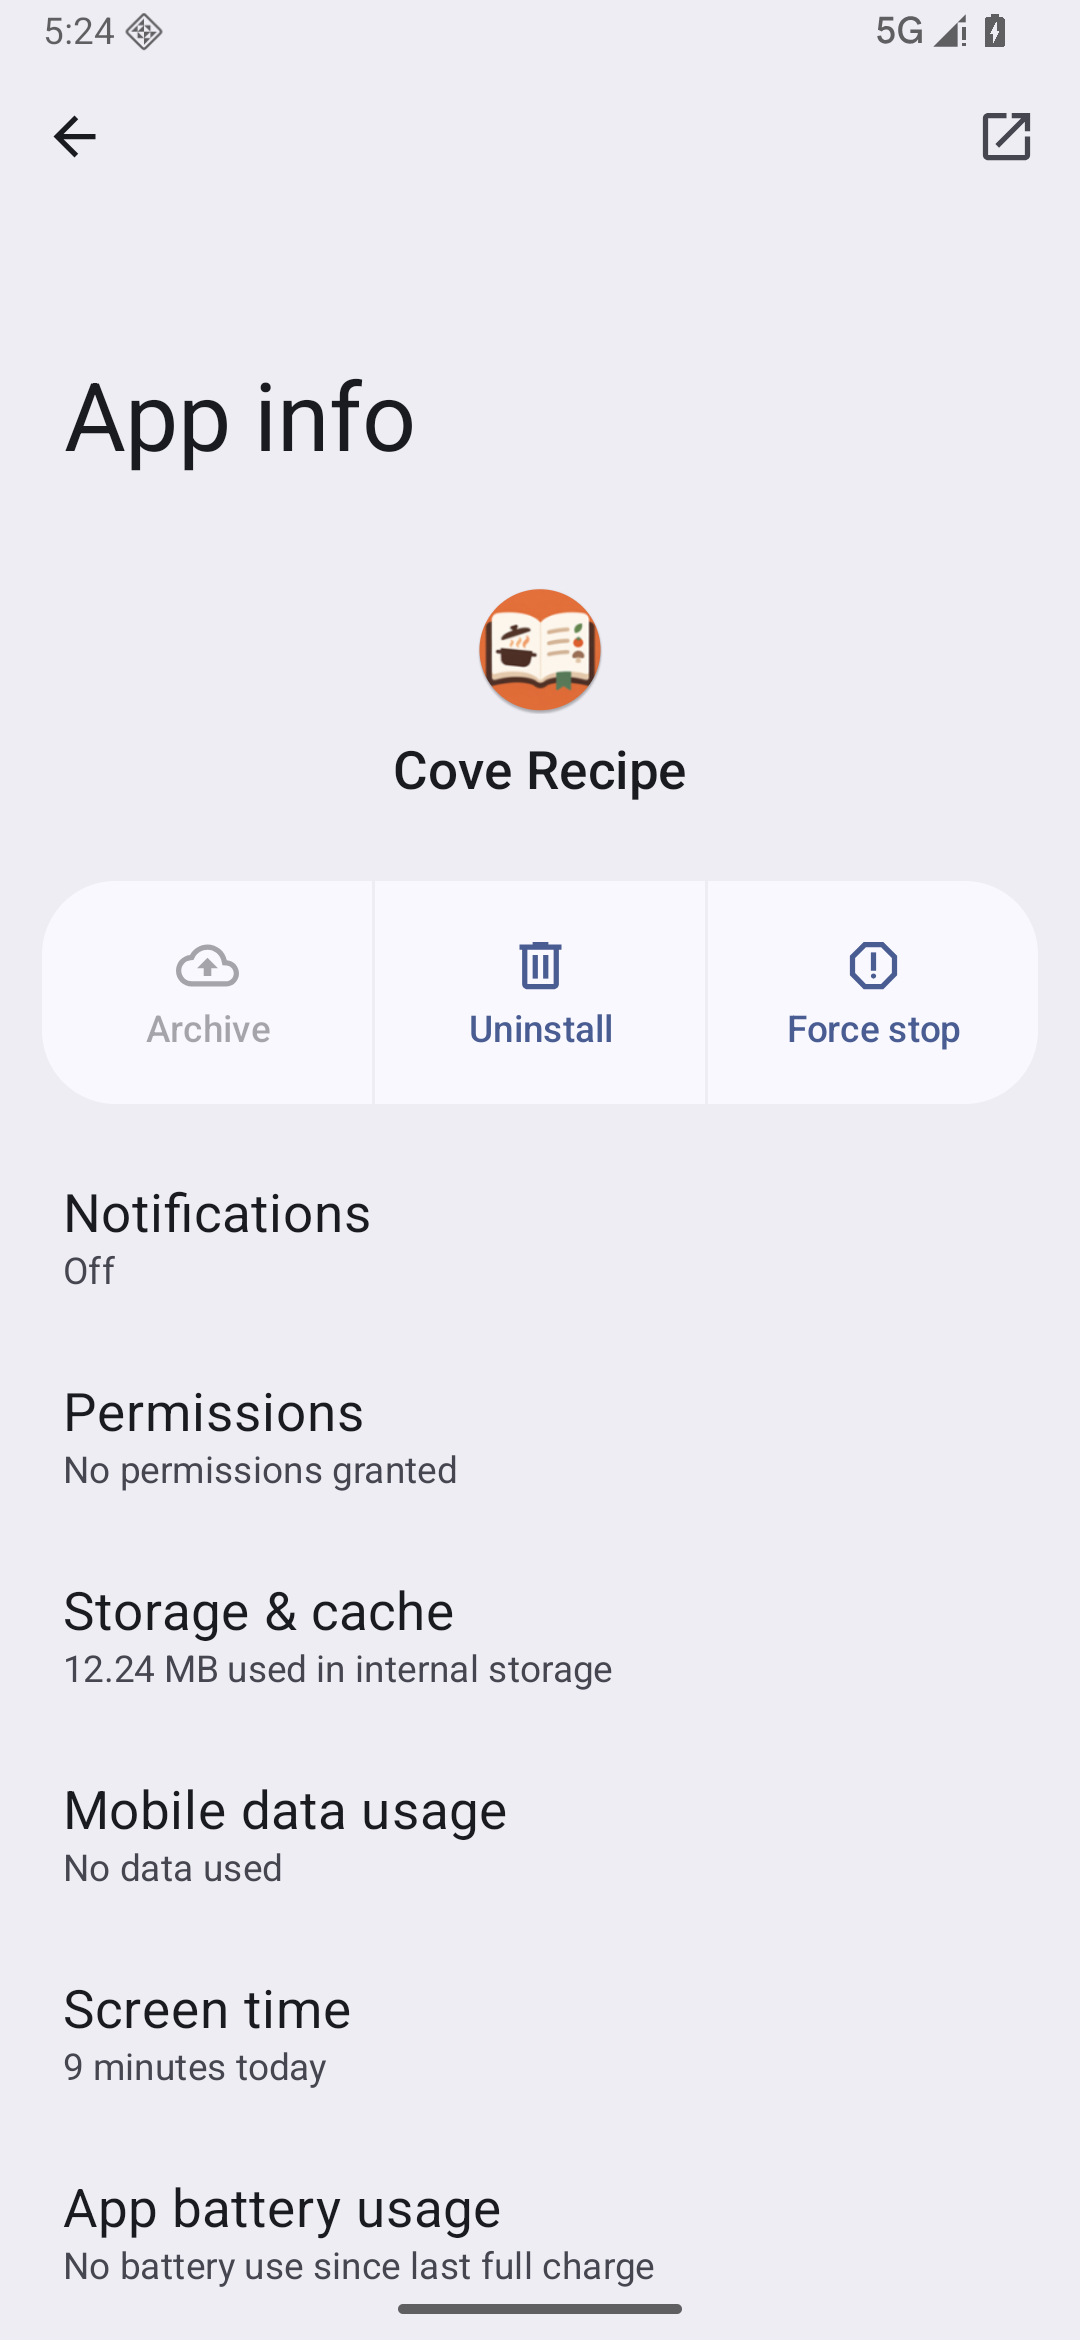 5:24
5G
App info
Cove Recipe
Archive
Uninstall
Force stop
Notifications
Off
Permissions
No permissions granted
Storage & cache
12.24 MB used in internal storage
Mobile data usage
No data used
Screen time
9 minutes today
App battery usage
No battery use since last full charge